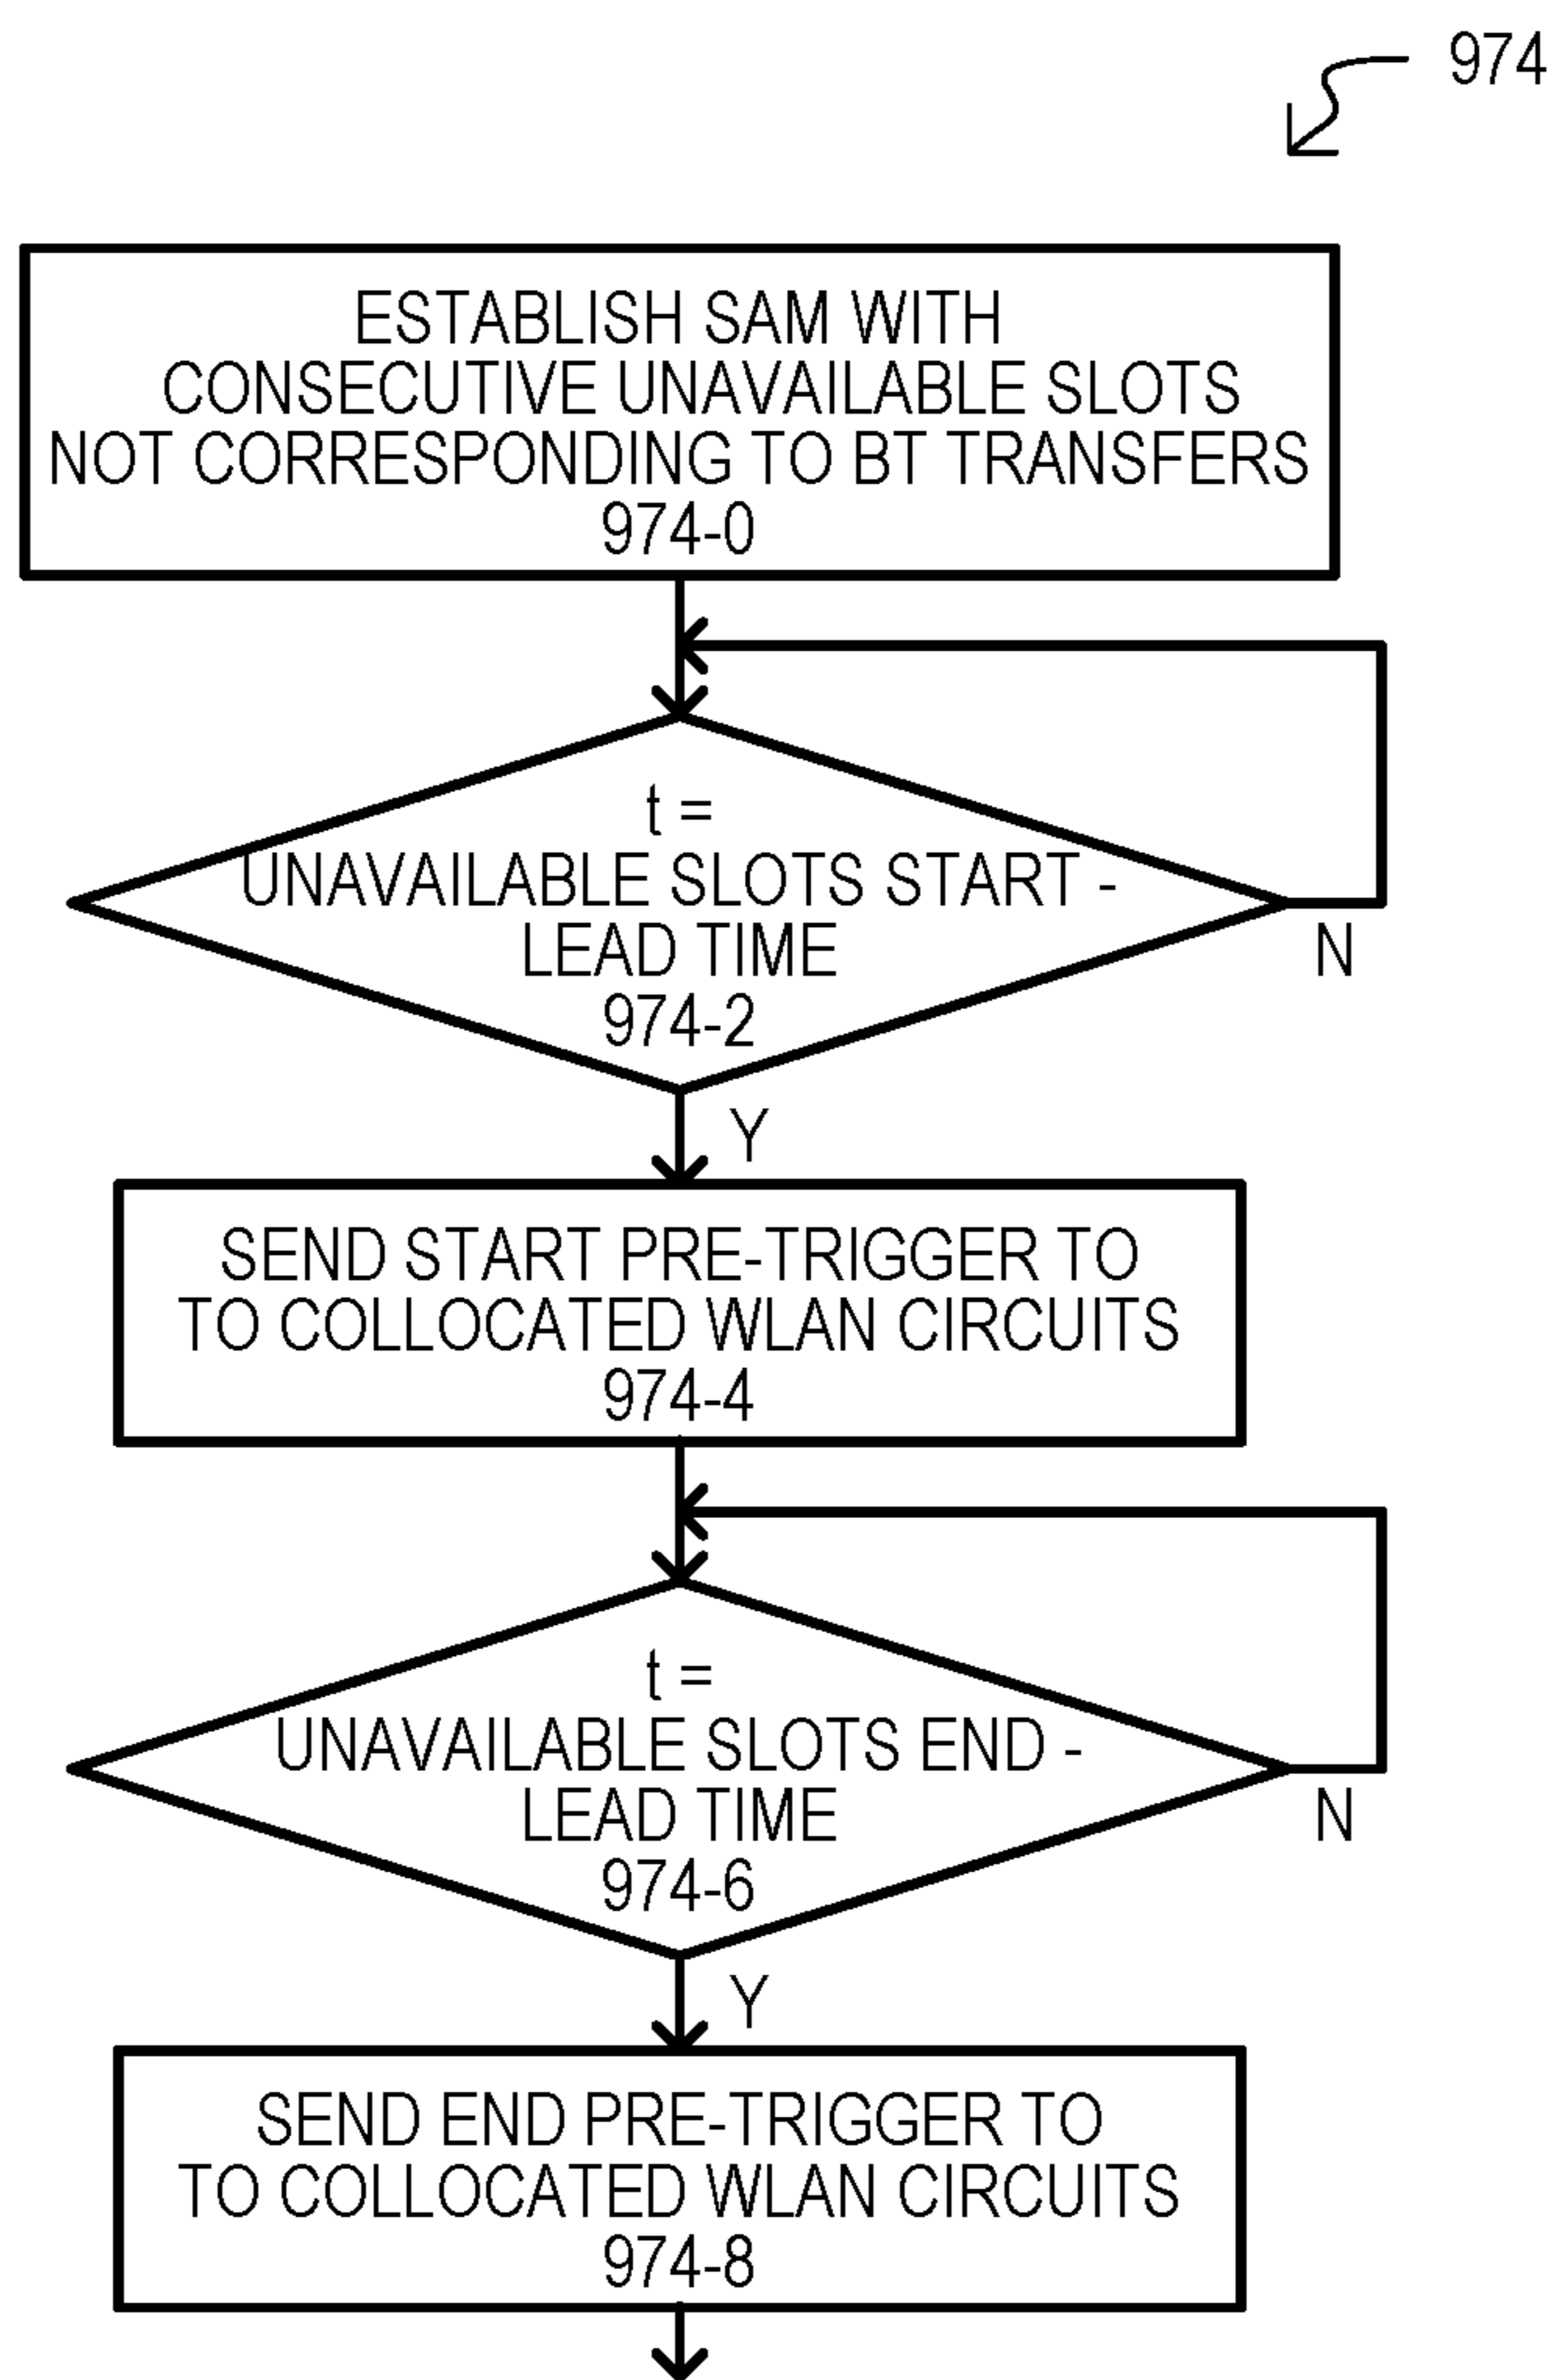 974
ESTABLISH SAM WITH
CONSECUTIVE UNAVAILABLE SLOTS
NOT CORRESPONDING TO BT TRANSFERS
974-0
t =
UNAVAILABLE SLOTS START -
LEAD TIME
974-2
N
Y
SEND START PRE-TRIGGER TO
TO COLLOCATED WLAN CIRCUITS
974-4
t =
UNAVAILABLE SLOTS END -
LEAD TIME
974-6
N
Y
SEND END PRE-TRIGGER TO
TO COLLOCATED WLAN CIRCUITS
974-8